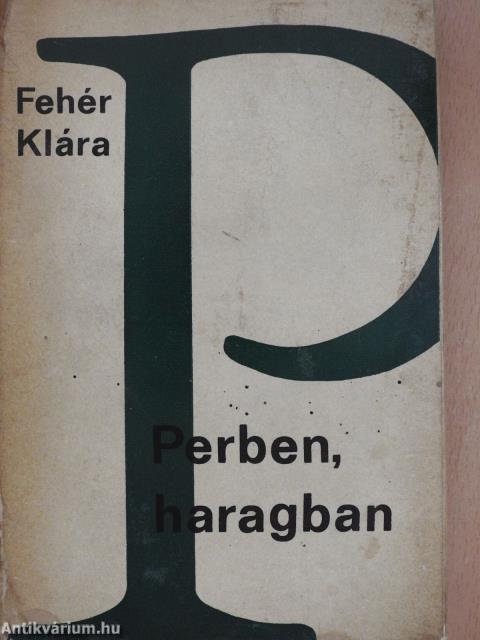 Fehér
Klára
P
Perben,
haragban
Antikvárium.hu